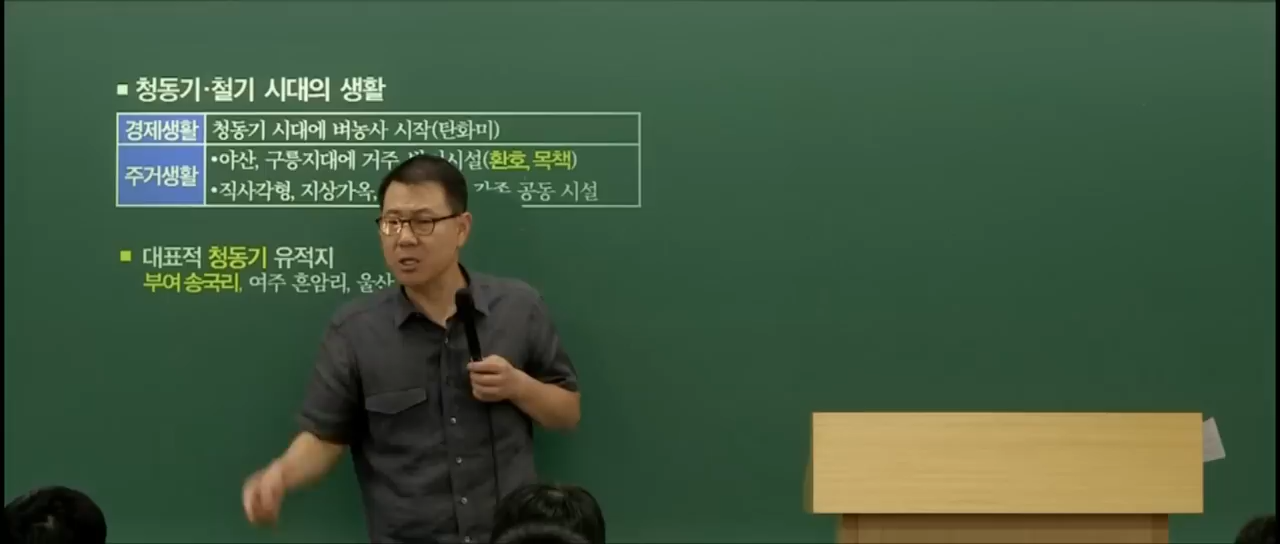 ▪ 청동기·철기 시대의 생활
경제생활 청동기 시대에 벼농사 시작(탄화미)
주거생활
•야산, 구릉지대에 거주 시설(환호, 목책)
•직사각형, 지상가옥, 공동 시설
▪ 대표적 청동기 유적지
부여 송국리, 여주 흔암리, 울산